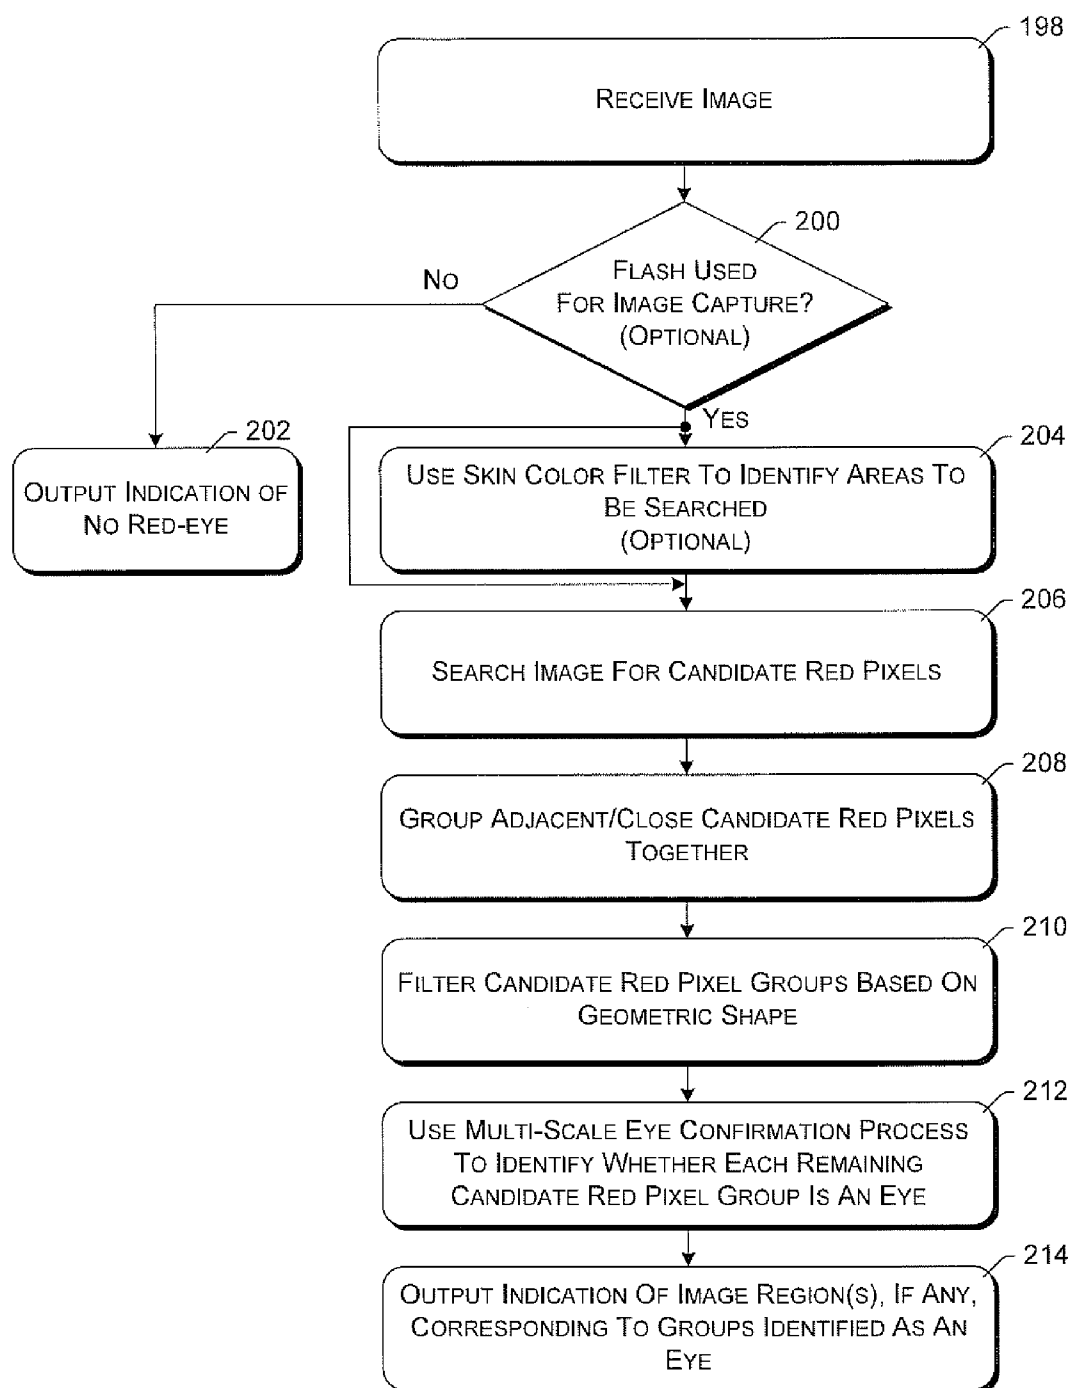 198
RECEIVE IMAGE
200
FLASH USED
FOR IMAGE CAPTURE?
(OPTIONAL)
NO
YES
202
OUTPUT INDICATION OF
NO RED-EYE
204
USE SKIN COLOR FILTER TO IDENTIFY AREAS TO
BE SEARCHED
(OPTIONAL)
206
SEARCH IMAGE FOR CANDIDATE RED PIXELS
208
GROUP ADJACENT/CLOSE CANDIDATE RED PIXELS
TOGETHER
210
FILTER CANDIDATE RED PIXEL GROUPS BASED ON
GEOMETRIC SHAPE
212
USE MULTI-SCALE EYE CONFIRMATION PROCESS
TO IDENTIFY WHETHER EACH REMAINING
CANDIDATE RED PIXEL GROUP IS AN EYE
214
OUTPUT INDICATION OF IMAGE REGION(S), IF ANY,
CORRESPONDING TO GROUPS IDENTIFIED AS AN
EYE